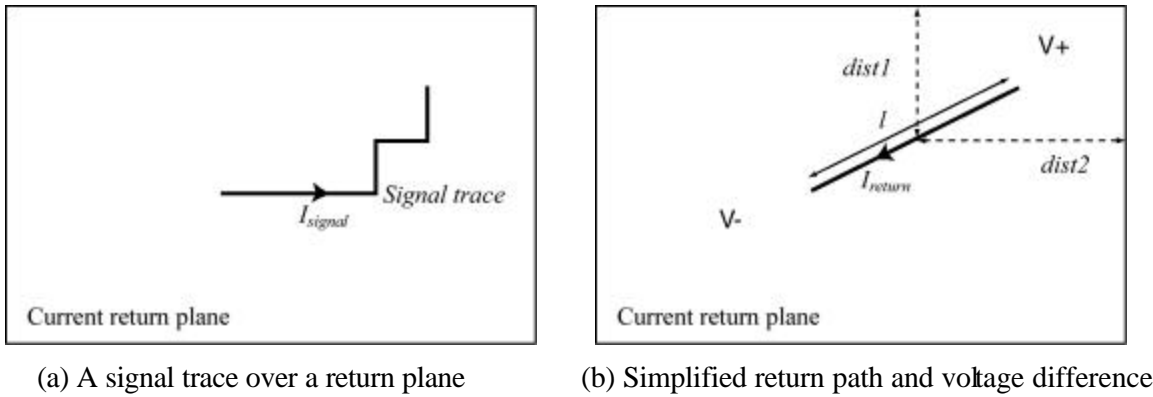 Signal trace
I_signal
Current return plane
(a) A signal trace over a return plane
V+
dist1
l
dist2
I_return
V-
Current return plane
(b) Simplified return path and voltage difference